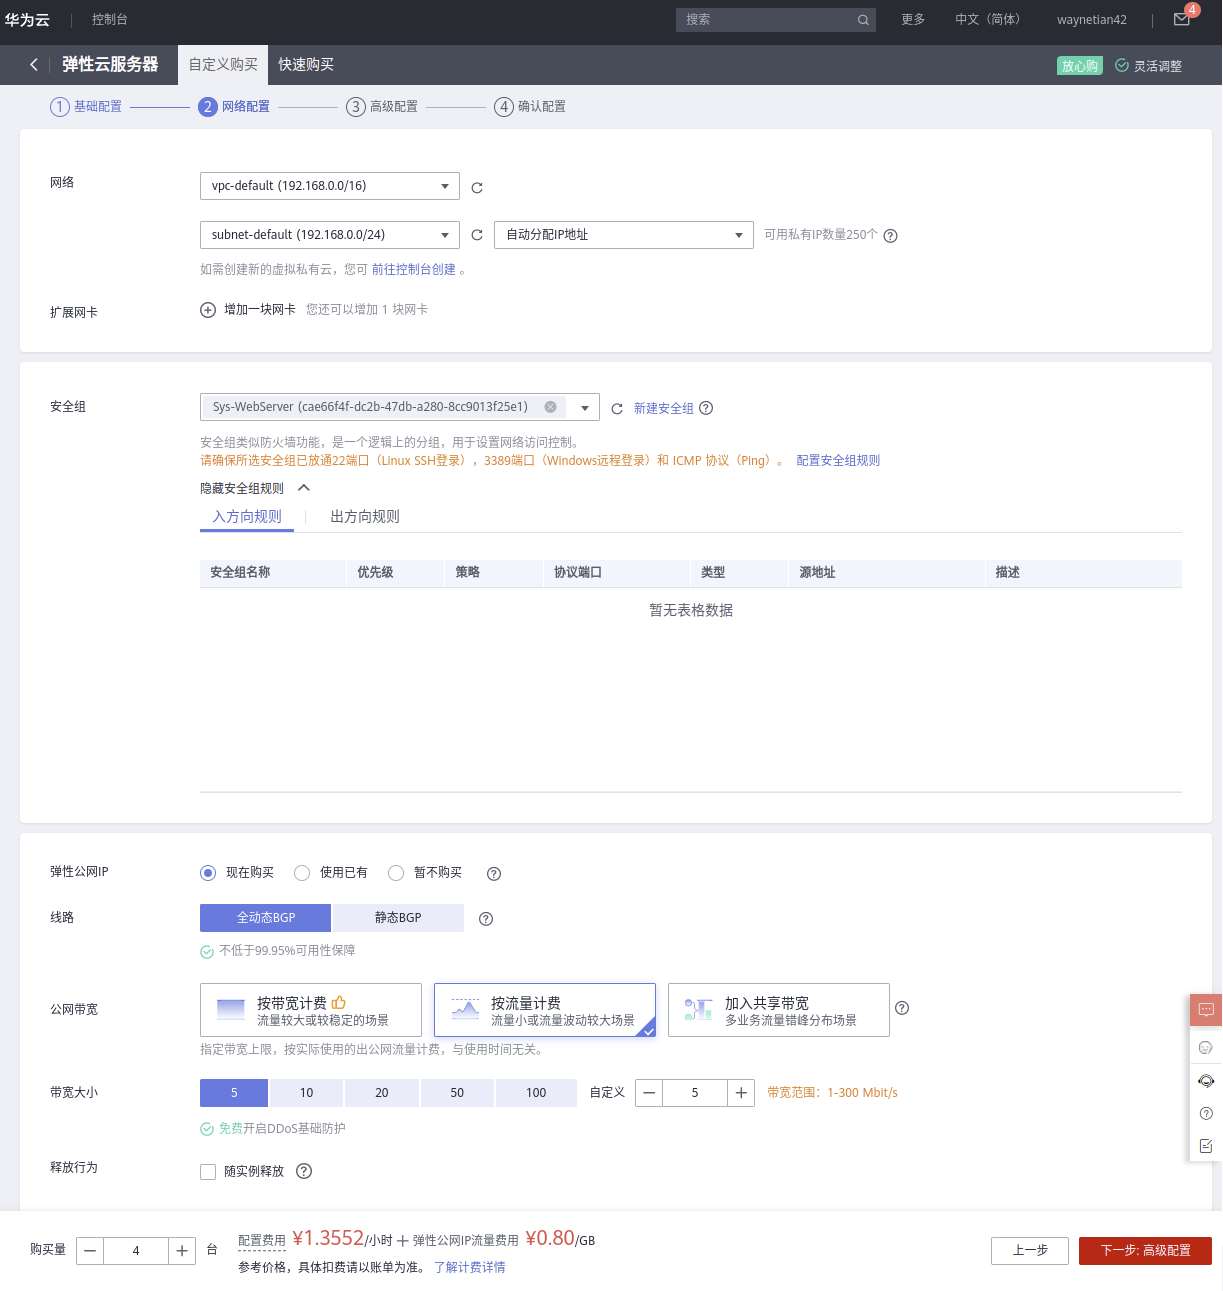 华为云 控制台 搜索 更多 中文（简体） waynetian42 4
弹性云服务器 自定义购买 快速购买 放心购 灵活调整
1 基础配置 2 网络配置 3 高级配置 4 确认配置
网络 vpc-default (192.168.0.0/16)
subnet-default (192.168.0.0/24) 自动分配IP地址 可用私有IP数量250个
如需创建新的虚拟私有云，您可 前往控制台创建 。
扩展网卡 增加一块网卡 您还可以增加 1 块网卡
安全组 Sys-WebServer (cae66f4f-dc2b-47db-a280-8cc9013f25e1) 新建安全组
安全组类似防火墙功能，是一个逻辑上的分组，用于设置网络访问控制。
请确保所选安全组已放通22端口（Linux SSH登录），3389端口（Windows远程登录）和 ICMP 协议（Ping）。 配置安全组规则
隐藏安全组规则
入方向规则 出方向规则
安全组名称 优先级 策略 协议端口 类型 源地址 描述
暂无表格数据
弹性公网IP 现在购买 使用已有 暂不购买
线路 全动态BGP 静态BGP
不低于99.95%可用性保障
公网带宽 按带宽计费 按流量计费 加入共享带宽
流量较大或较稳定的场景 流量小或流量波动较大场景 多业务流量错峰分布场景
指定带宽上限，按实际使用的出公网流量计费，与使用时间无关。
带宽大小 5 10 20 50 100 自定义 5 带宽范围：1-300 Mbit/s
免费开启DDoS基础防护
释放行为 随实例释放
购买量 4 台 配置费用 ¥1.3552/小时 + 弹性公网IP流量费用 ¥0.80/GB 上一步 下一步: 高级配置
参考价格，具体扣费请以账单为准。 了解计费详情